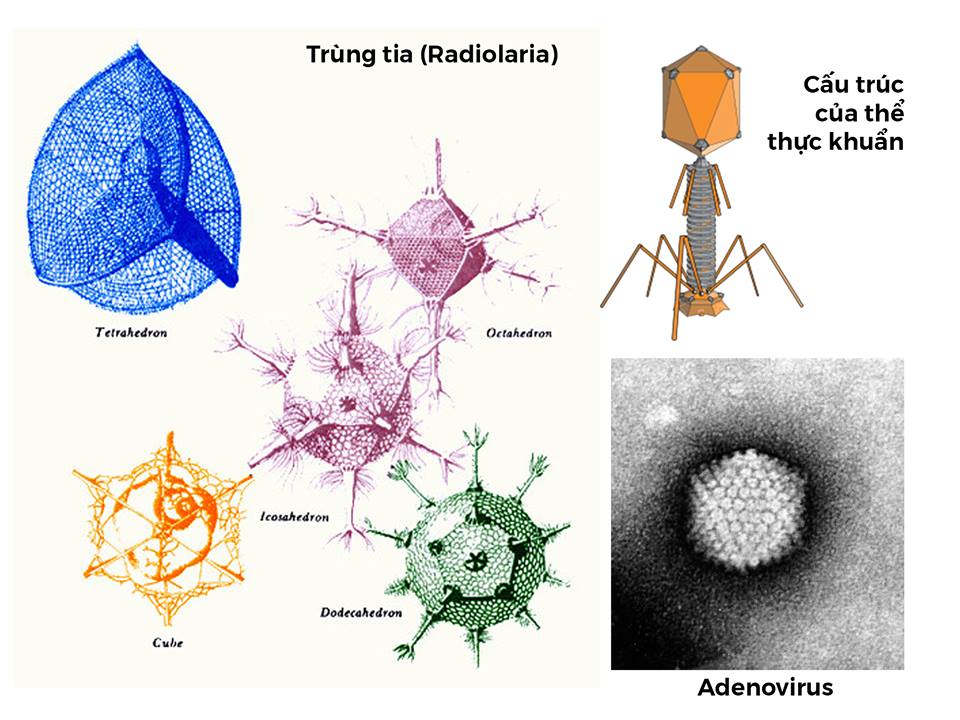 Trùng tia (Radiolaria)
Cấu trúc
của thể
thực khuẩn
Tetrahedron
Octahedron
Icosahedron
Dodecahedron
Cube
Adenovirus